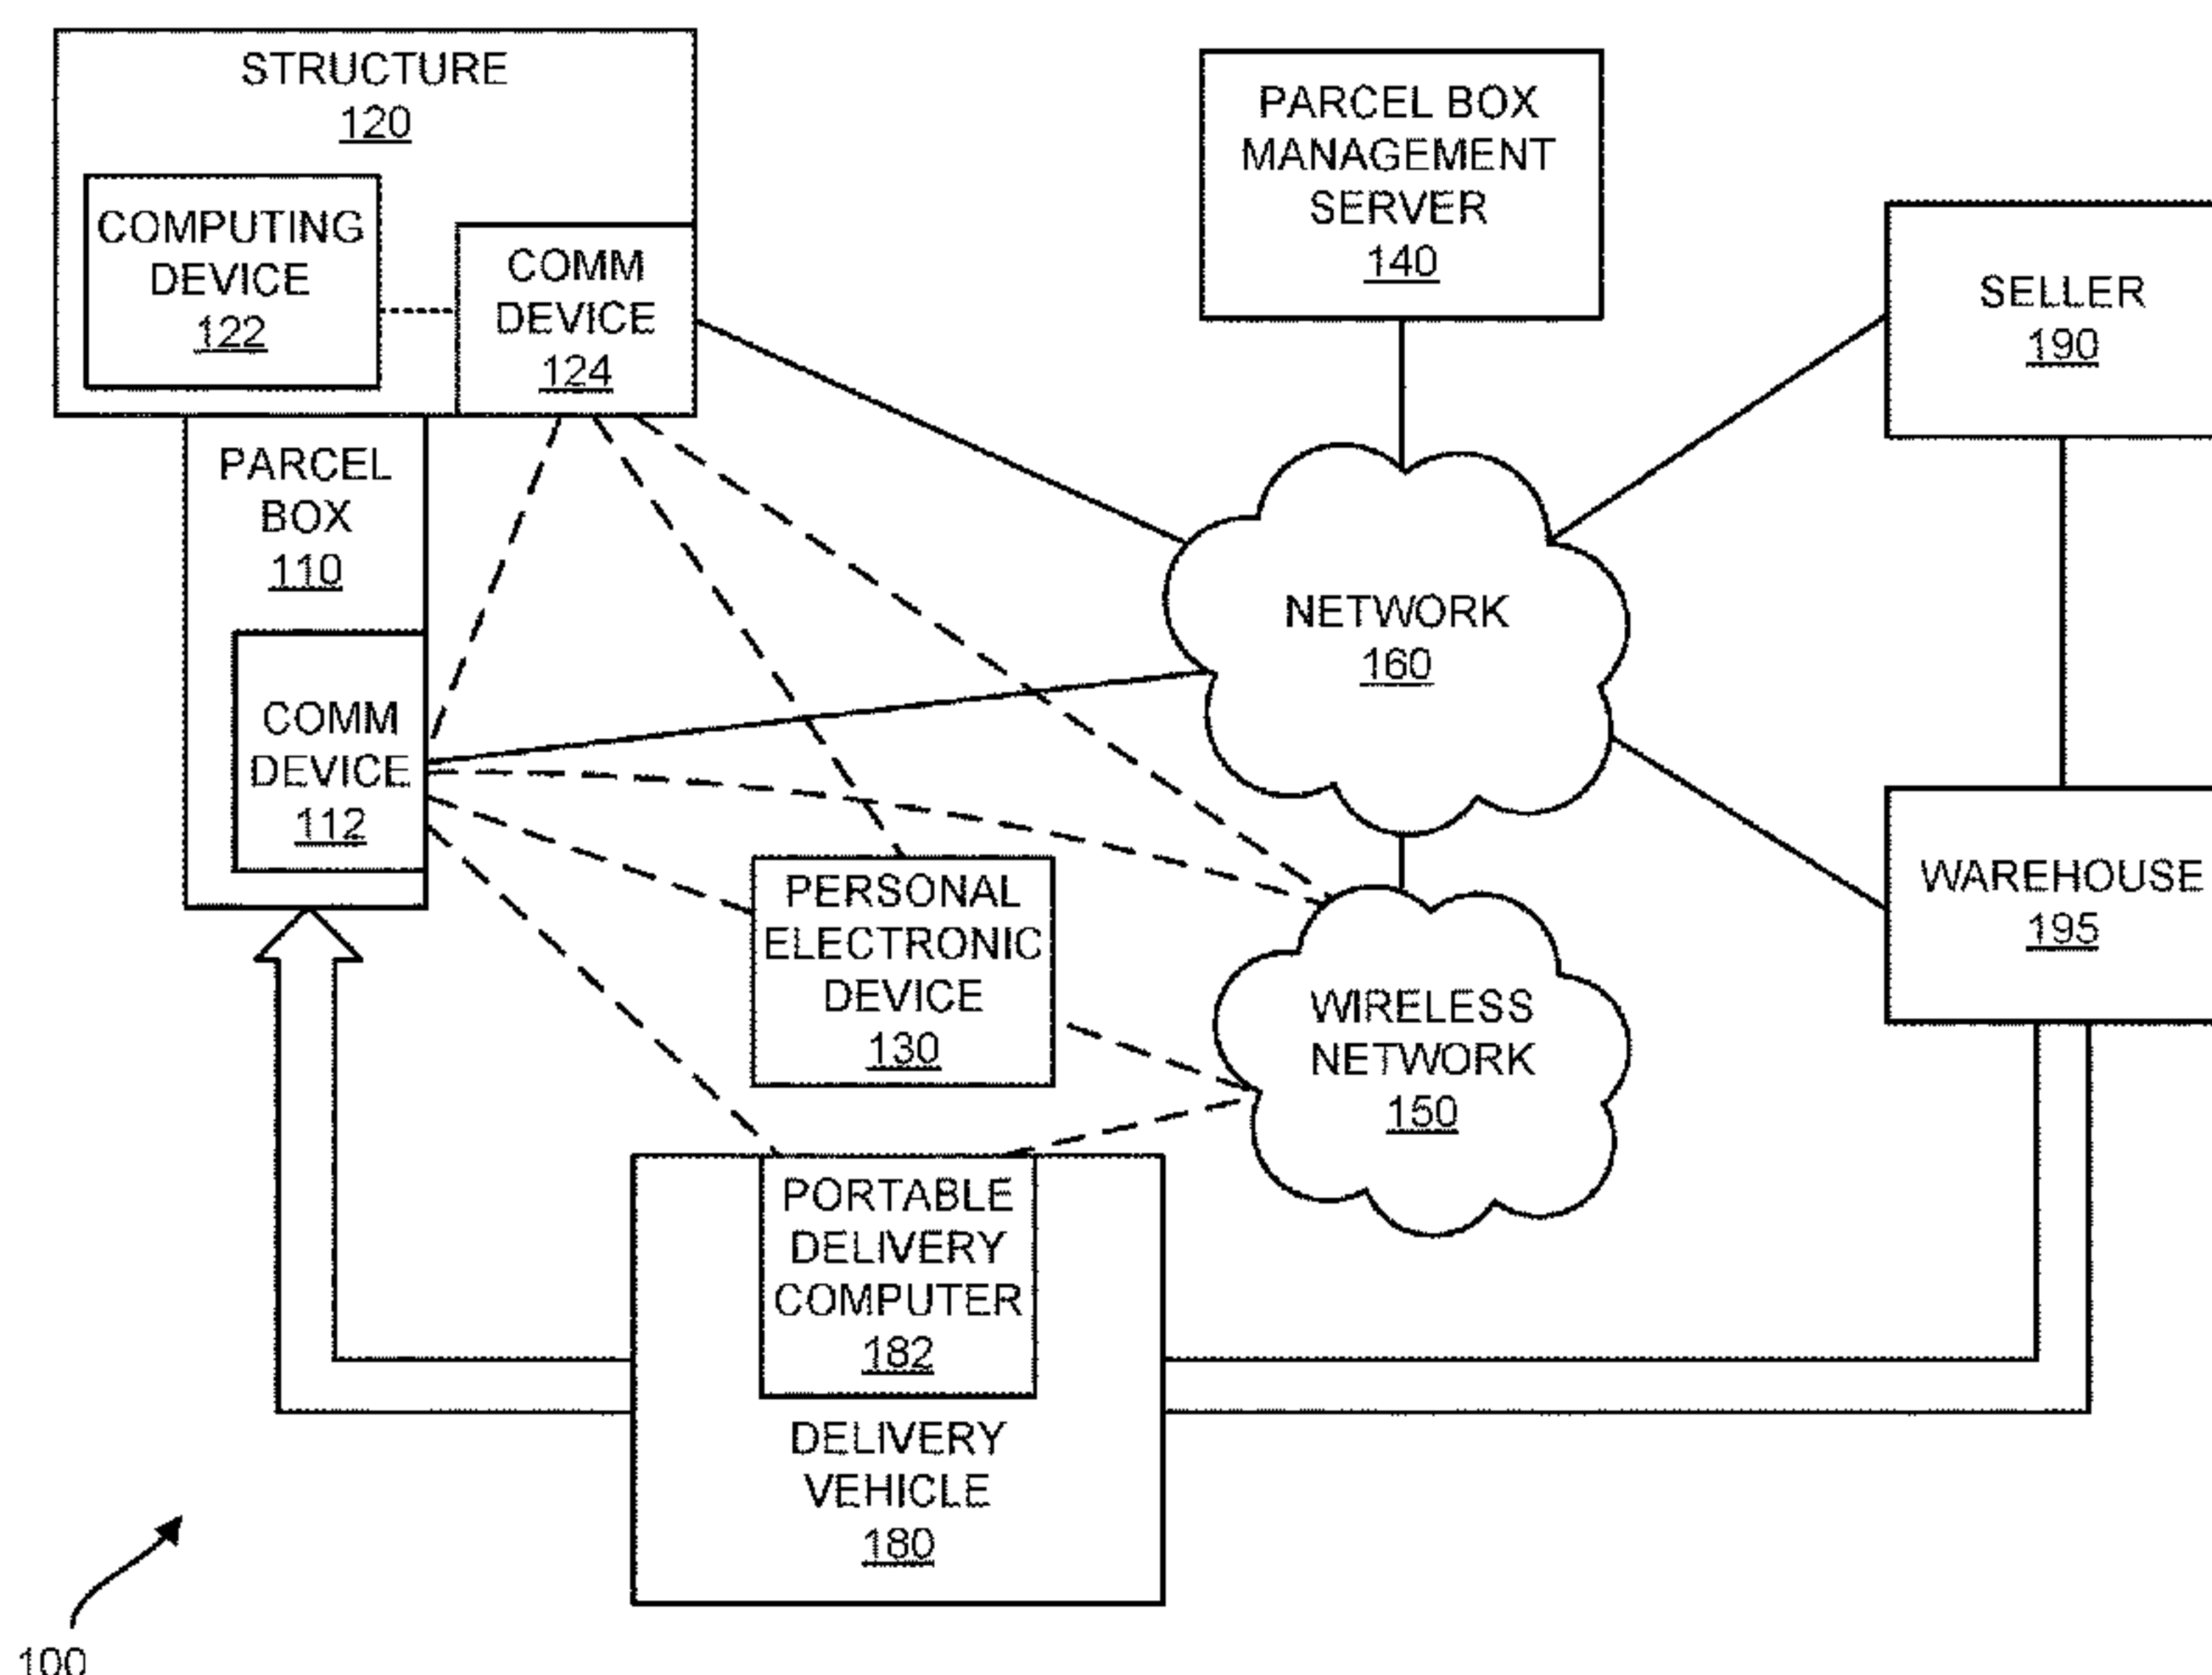 STRUCTURE
120
COMPUTING
DEVICE
122
COMM
DEVICE
124
PARCEL BOX
MANAGEMENT
SERVER
140
SELLER
190
PARCEL
BOX
110
COMM
DEVICE
112
NETWORK
160
PERSONAL
ELECTRONIC
DEVICE
130
WIRELESS
NETWORK
150
WAREHOUSE
195
PORTABLE
DELIVERY
COMPUTER
182
DELIVERY
VEHICLE
180
100